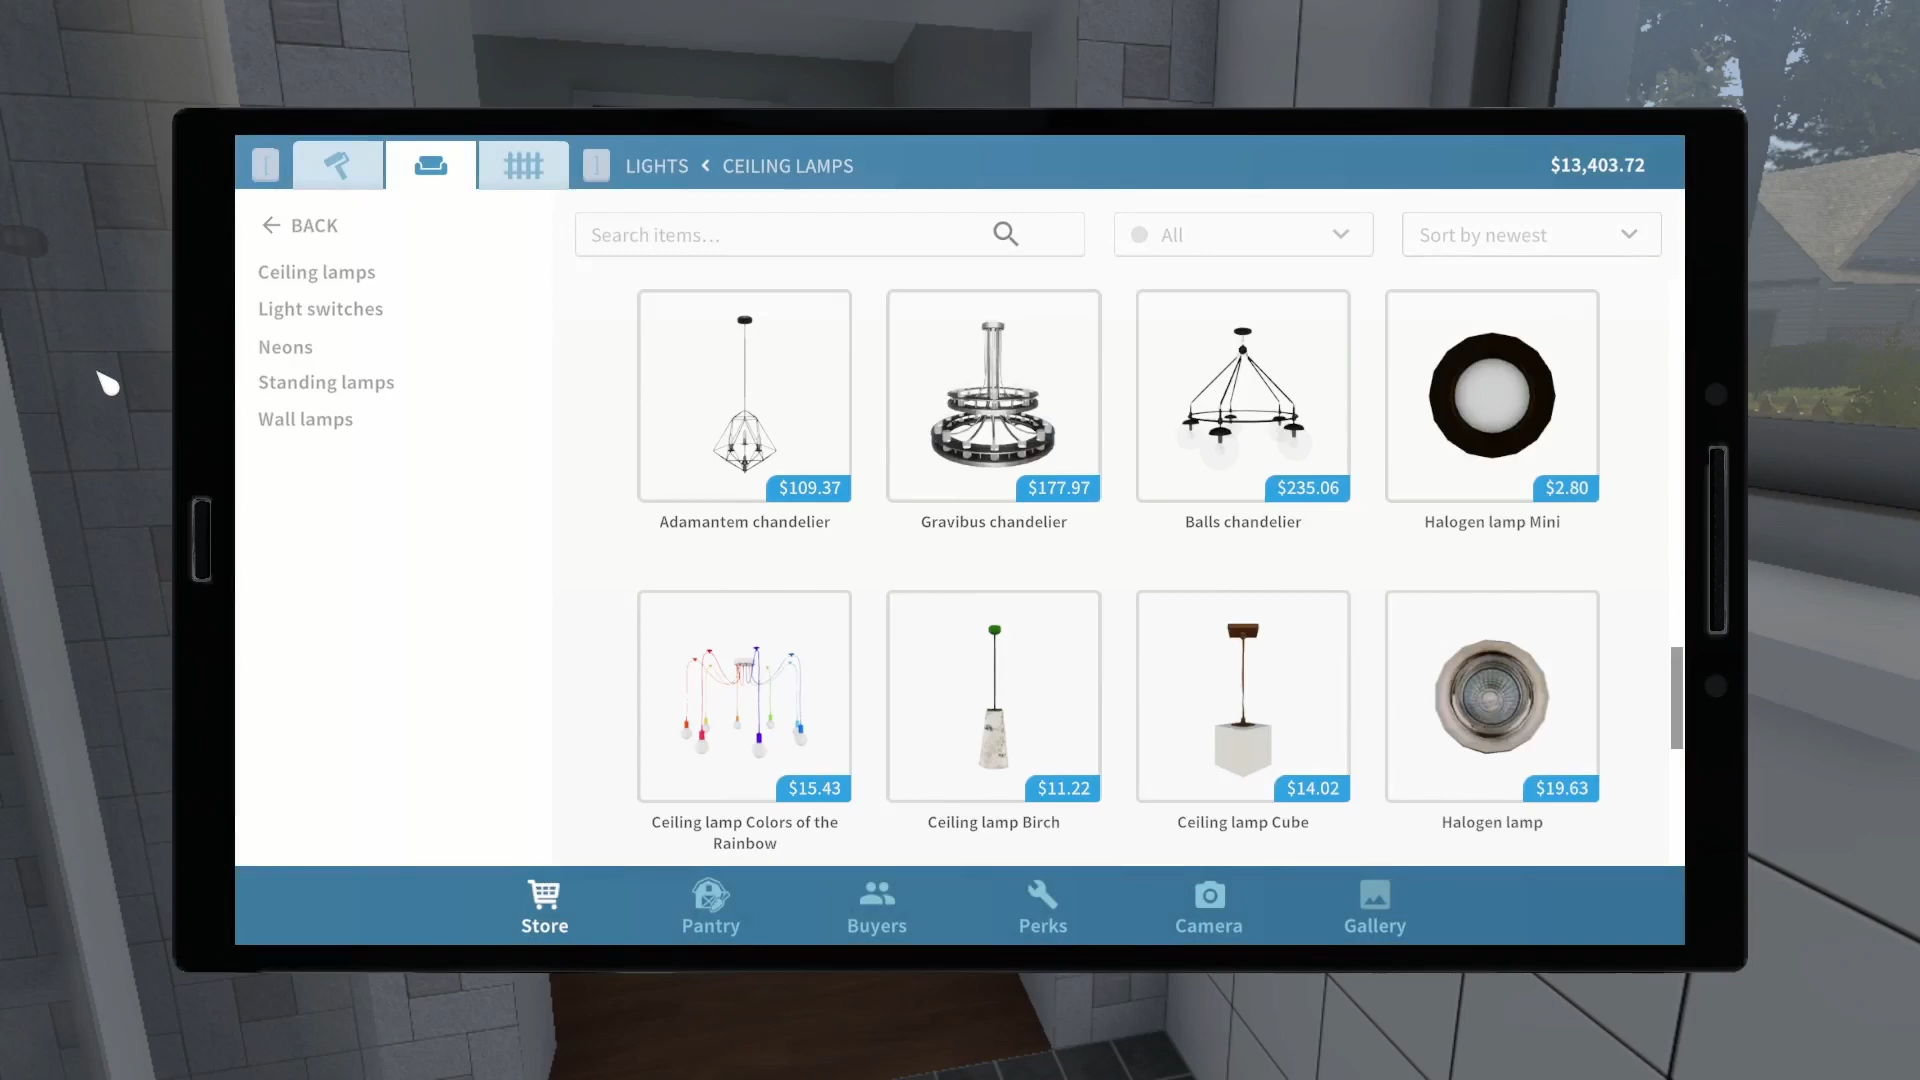 LIGHTS < CEILING LAMPS
$13,403.72
BACK
Ceiling lamps
Light switches
Neons
Standing lamps
Wall lamps
Search items...
All
Sort by newest
$109.37
$177.97
$235.06
$2.80
Adamantem chandelier
Gravibus chandelier
Balls chandelier
Halogen lamp Mini
$15.43
$11.22
$14.02
$19.63
Ceiling lamp Colors of the
Rainbow
Ceiling lamp Birch
Ceiling lamp Cube
Halogen lamp
Store
Pantry
Buyers
Perks
Camera
Gallery